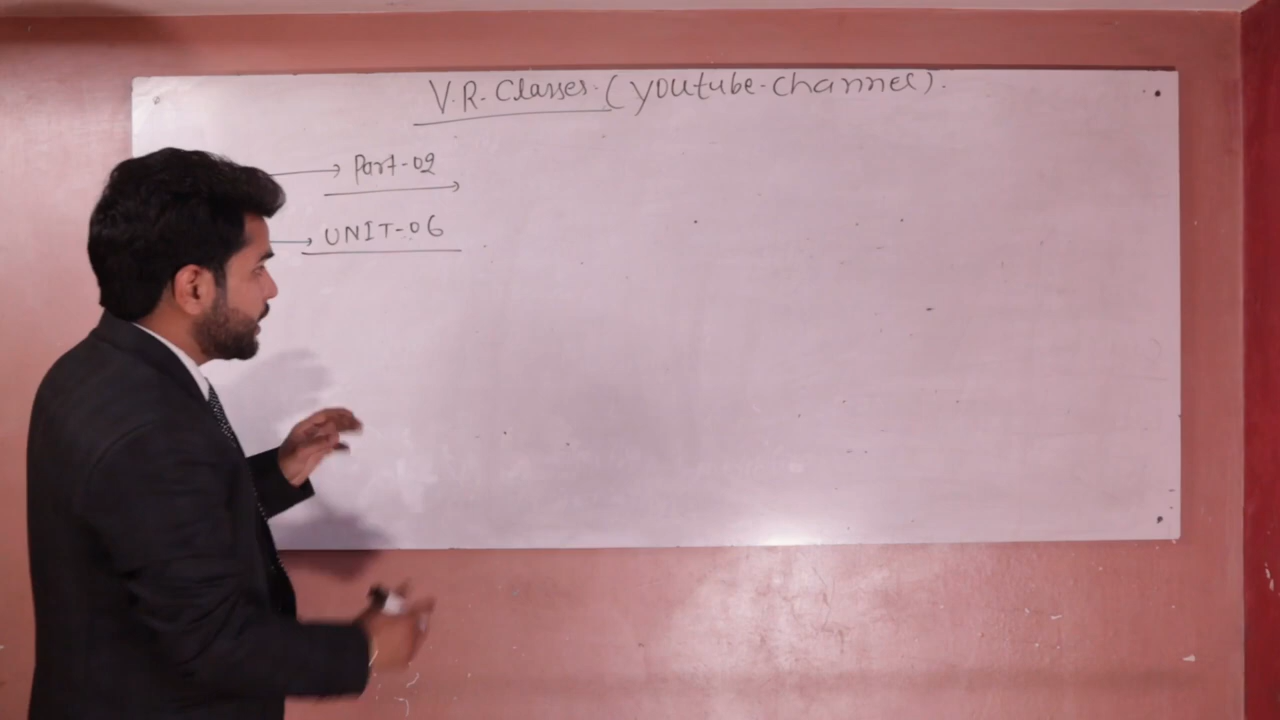 V.R. Classes. (youtube-channel).
→ Part-02
→ UNIT-06